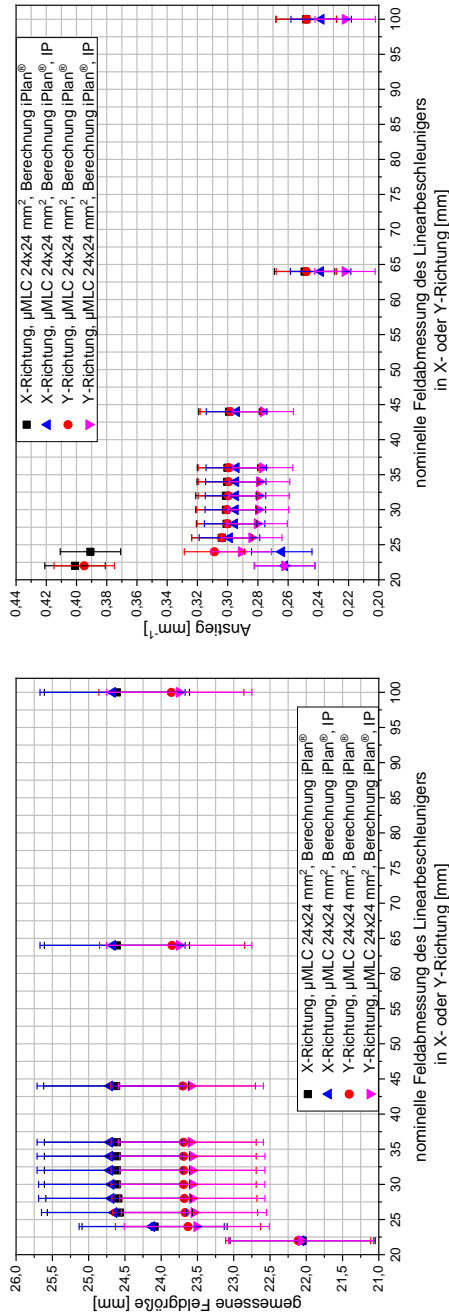 26,0
25,5
25,0
24,5
24,0
23,5
23,0
22,5
22,0
21,5
21,0
gemessene Feldgröße [mm]
20 25 30 35 40 45 50 55 60 65 70 75 80 85 90 95 100
nominelle Feldabmessung des Linearbeschleunigers
in X- oder Y-Richtung [mm]
X-Richtung, µMLC 24x24 mm², Berechnung iPlan®
X-Richtung, µMLC 24x24 mm², Berechnung iPlan®, IP
Y-Richtung, µMLC 24x24 mm², Berechnung iPlan®
Y-Richtung, µMLC 24x24 mm², Berechnung iPlan®, IP
0,44
0,42
0,40
0,38
0,36
0,34
0,32
0,30
0,28
0,26
0,24
0,22
0,20
Anstieg [mm⁻¹]
20 25 30 35 40 45 50 55 60 65 70 75 80 85 90 95 100
nominelle Feldabmessung des Linearbeschleunigers
in X- oder Y-Richtung [mm]
X-Richtung, µMLC 24x24 mm², Berechnung iPlan®
X-Richtung, µMLC 24x24 mm², Berechnung iPlan®, IP
Y-Richtung, µMLC 24x24 mm², Berechnung iPlan®
Y-Richtung, µMLC 24x24 mm², Berechnung iPlan®, IP